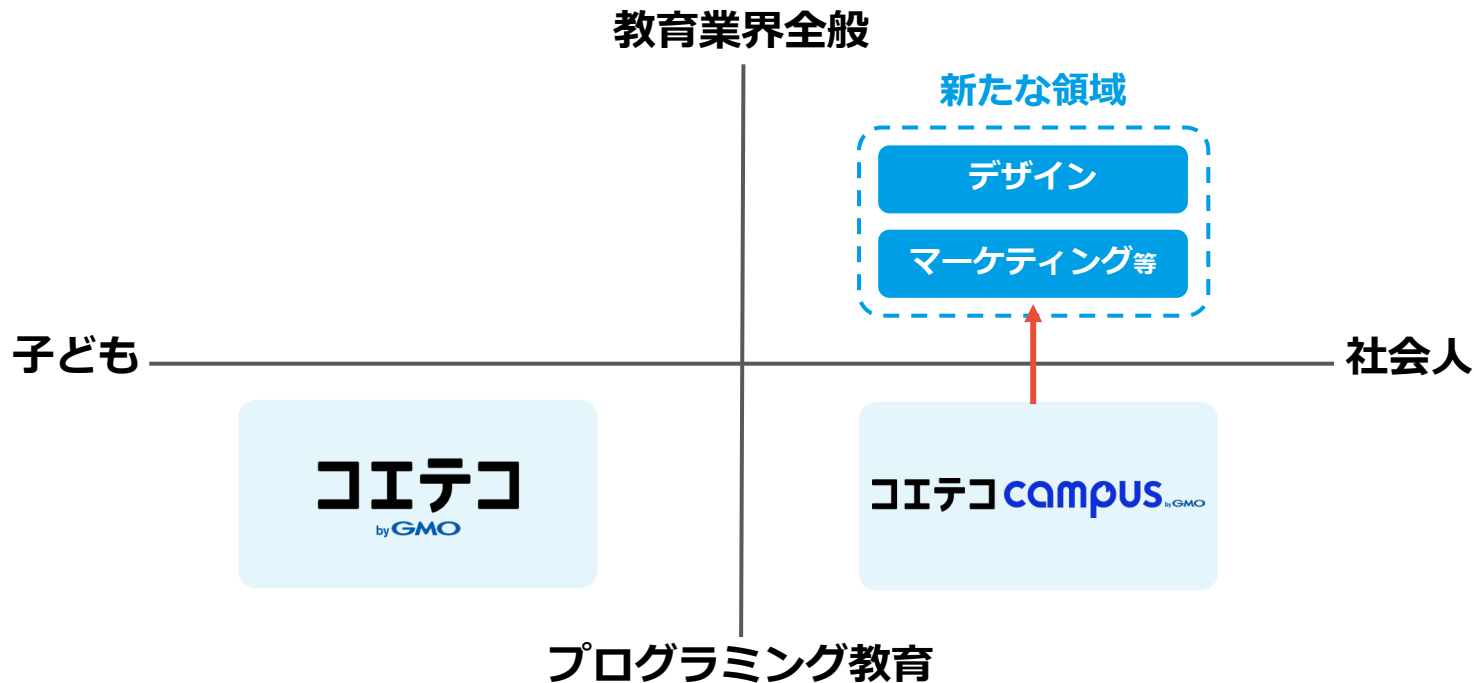 教育業界全般
新たな領域
デザイン
マーケティング等
子ども
社会人
コエテコ
by GMO
コエテコ campus by GMO
プログラミング教育